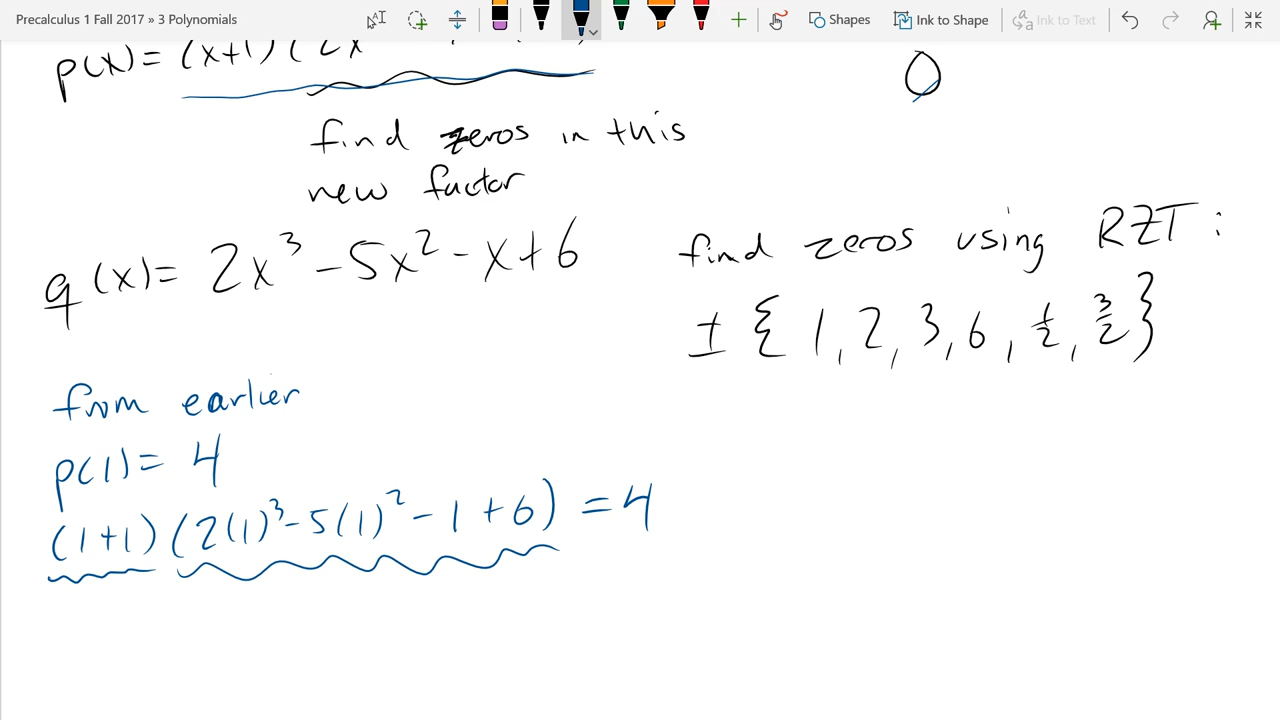 Precalculus 1 Fall 2017 » 3 Polynomials
Shapes
Ink to Shape
Ink to Text
p(x)= (x+1)(2x
0
find zeros in this
new factor
q(x)= 2x³-5x²-x+6
find zeros using RZT:
± { 1, 2, 3, 6, 1/2, 3/2 }
from earlier
p(1)= 4
(1+1)(2(1)³-5(1)²-1+6) = 4